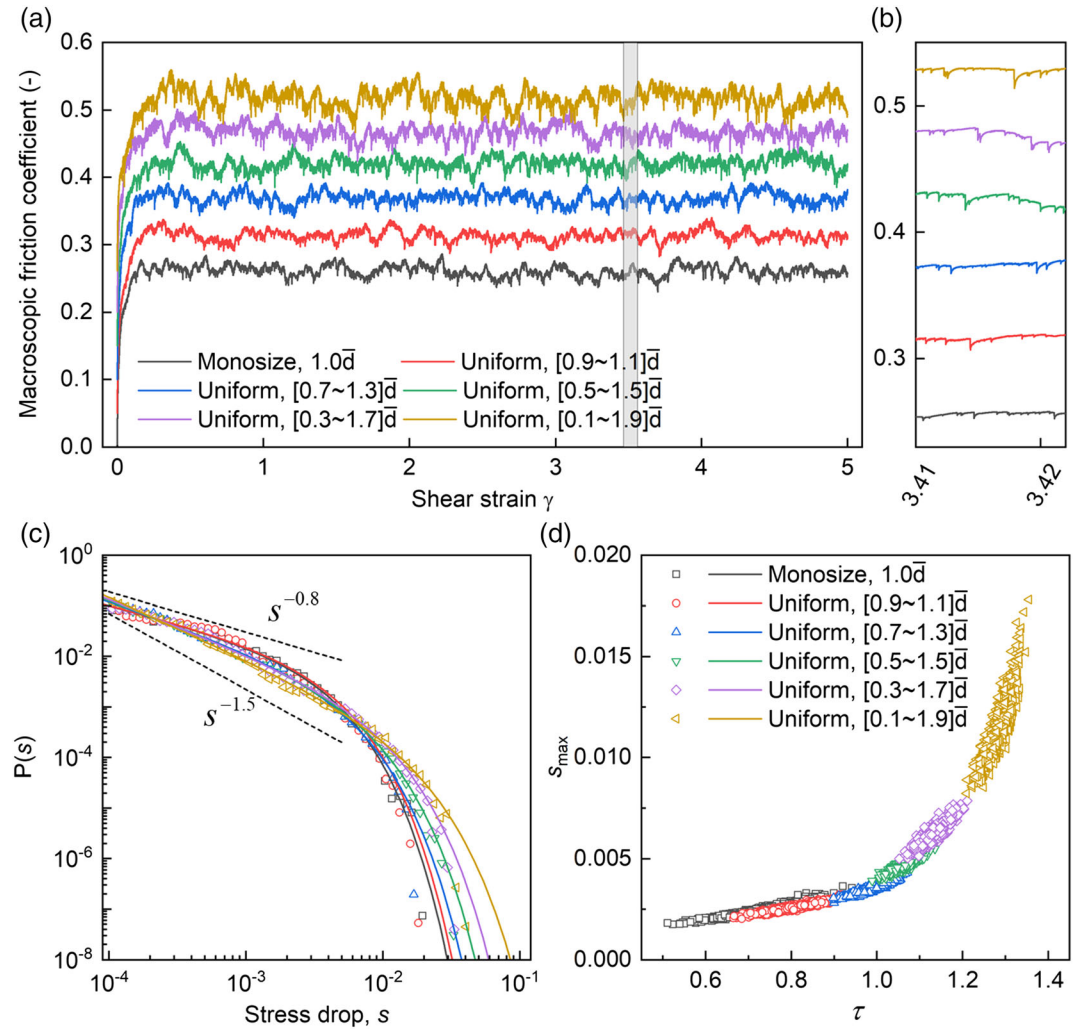 (a)
(b)
0.6
0.5
0.4
0.3
0.2
0.1
0.0
Macroscopic friction coefficient (-)
Monosize, 1.0d̅
Uniform, [0.9~1.1]d̅
Uniform, [0.7~1.3]d̅
Uniform, [0.5~1.5]d̅
Uniform, [0.3~1.7]d̅
Uniform, [0.1~1.9]d̅
0 1 2 3 4 5
Shear strain γ
0.5
0.4
0.3
3.41
3.42
(c)
(d)
10⁰
10⁻²
10⁻⁴
10⁻⁶
10⁻⁸
P(s)
s⁻⁰·⁸
s⁻¹·⁵
10⁻⁴ 10⁻³ 10⁻² 10⁻¹
Stress drop, s
0.020
0.015
0.010
0.005
0.000
sₘₐₓ
Monosize, 1.0d̅
Uniform, [0.9~1.1]d̅
Uniform, [0.7~1.3]d̅
Uniform, [0.5~1.5]d̅
Uniform, [0.3~1.7]d̅
Uniform, [0.1~1.9]d̅
0.6 0.8 1.0 1.2 1.4
τ